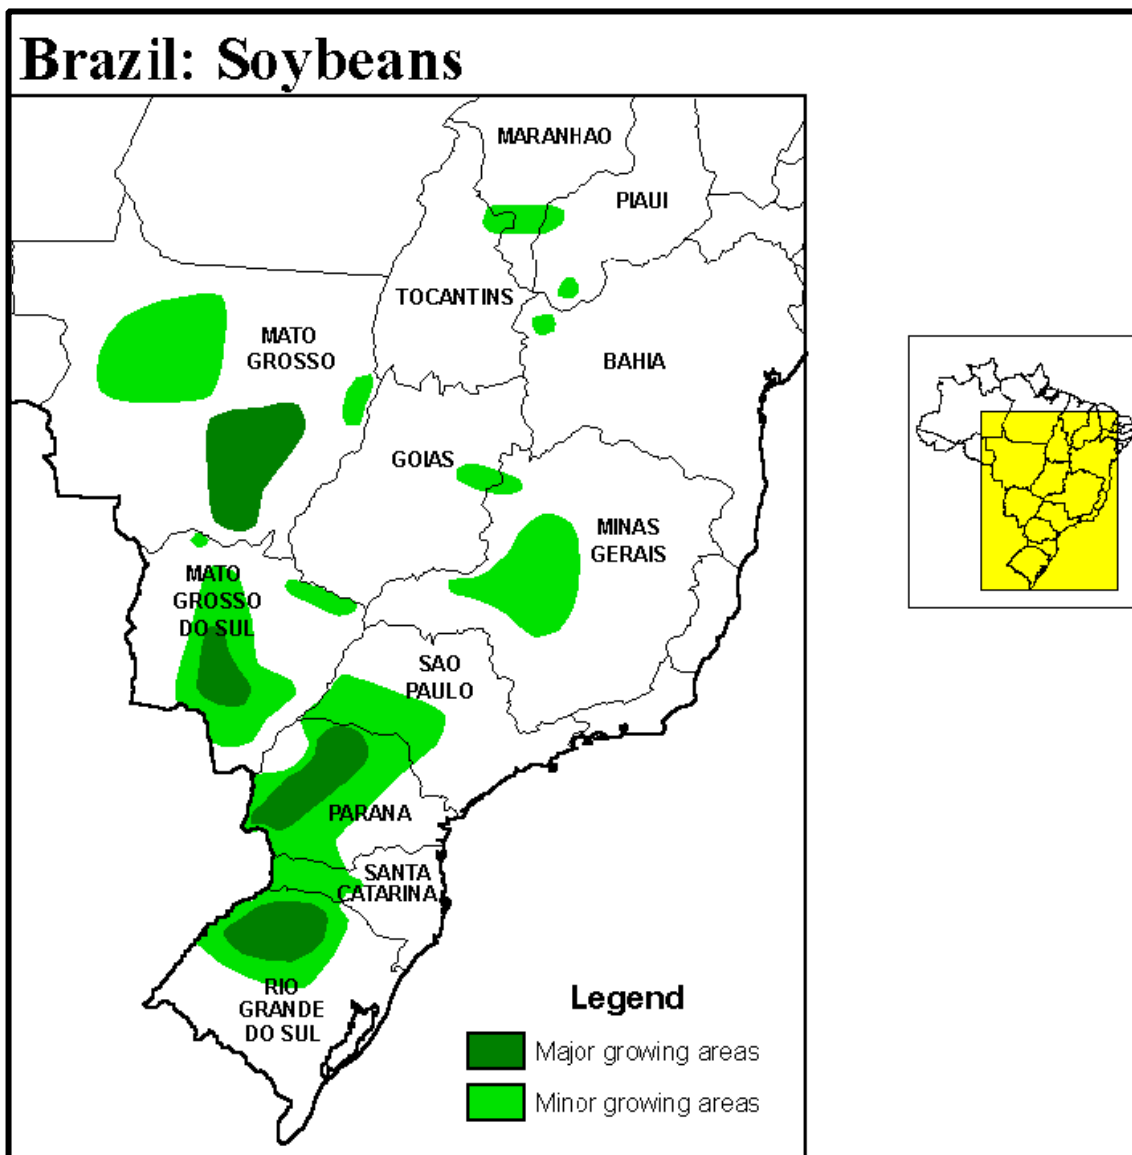 Brazil: Soybeans
MARANHAO
PIAUI
TOCANTINS
MATO
GROSSO
BAHIA
GOIAS
MINAS
GERAIS
MATO
GROSSO
DO SUL
SAO
PAULO
PARANA
SANTA
CATARINA
RIO
GRANDE
DO SUL
Legend
Major growing areas
Minor growing areas